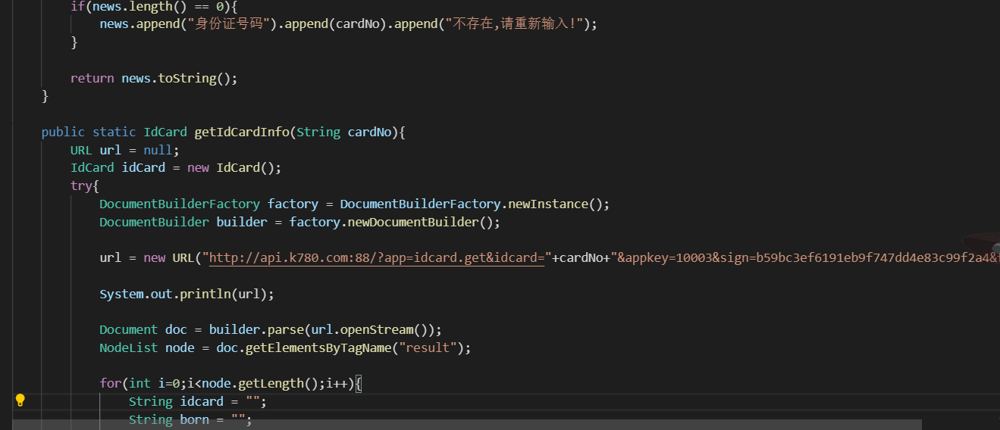 if(news.length() == 0){
news.append("身份证号码").append(cardNo).append("不存在,请重新输入!");
}
return news.toString();
}
public static IdCard getIdCardInfo(String cardNo){
URL url = null;
IdCard idCard = new IdCard();
try{
DocumentBuilderFactory factory = DocumentBuilderFactory.newInstance();
DocumentBuilder builder = factory.newDocumentBuilder();
url = new URL("http://api.k780.com:88/?app=idcard.get&idcard="+cardNo+"&appkey=10003&sign=b59bc3ef6191eb9f747dd4e83c99f2a4&
System.out.println(url);
Document doc = builder.parse(url.openStream());
NodeList node = doc.getElementsByTagName("result");
for(int i=0;i<node.getLength();i++){
String idcard = "";
String born = "";